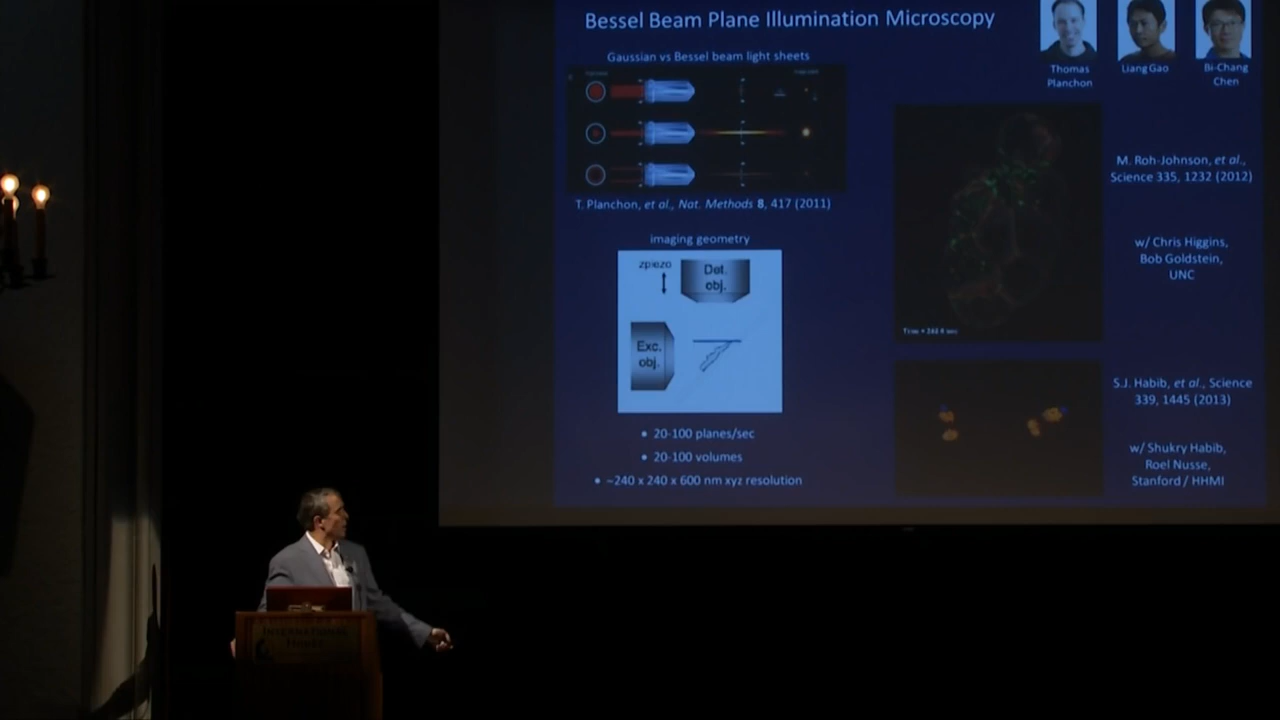 Bessel Beam Plane Illumination Microscopy
Gaussian vs Bessel beam light sheets
T. Planchon, et al., Nat. Methods 8, 417 (2011)
imaging geometry
zpiezo
Det.
obj.
Exc.
obj.
• 20-100 planes/sec
• 20-100 volumes
• ~240 x 240 x 600 nm xyz resolution
Thomas
Planchon
Liang Gao
Bi-Chang
Chen
M. Roh-Johnson, et al.,
Science 335, 1232 (2012)
w/ Chris Higgins,
Bob Goldstein,
UNC
S.J. Habib, et al., Science
339, 1445 (2013)
w/ Shukry Habib,
Roel Nusse,
Stanford / HHMI
International
House